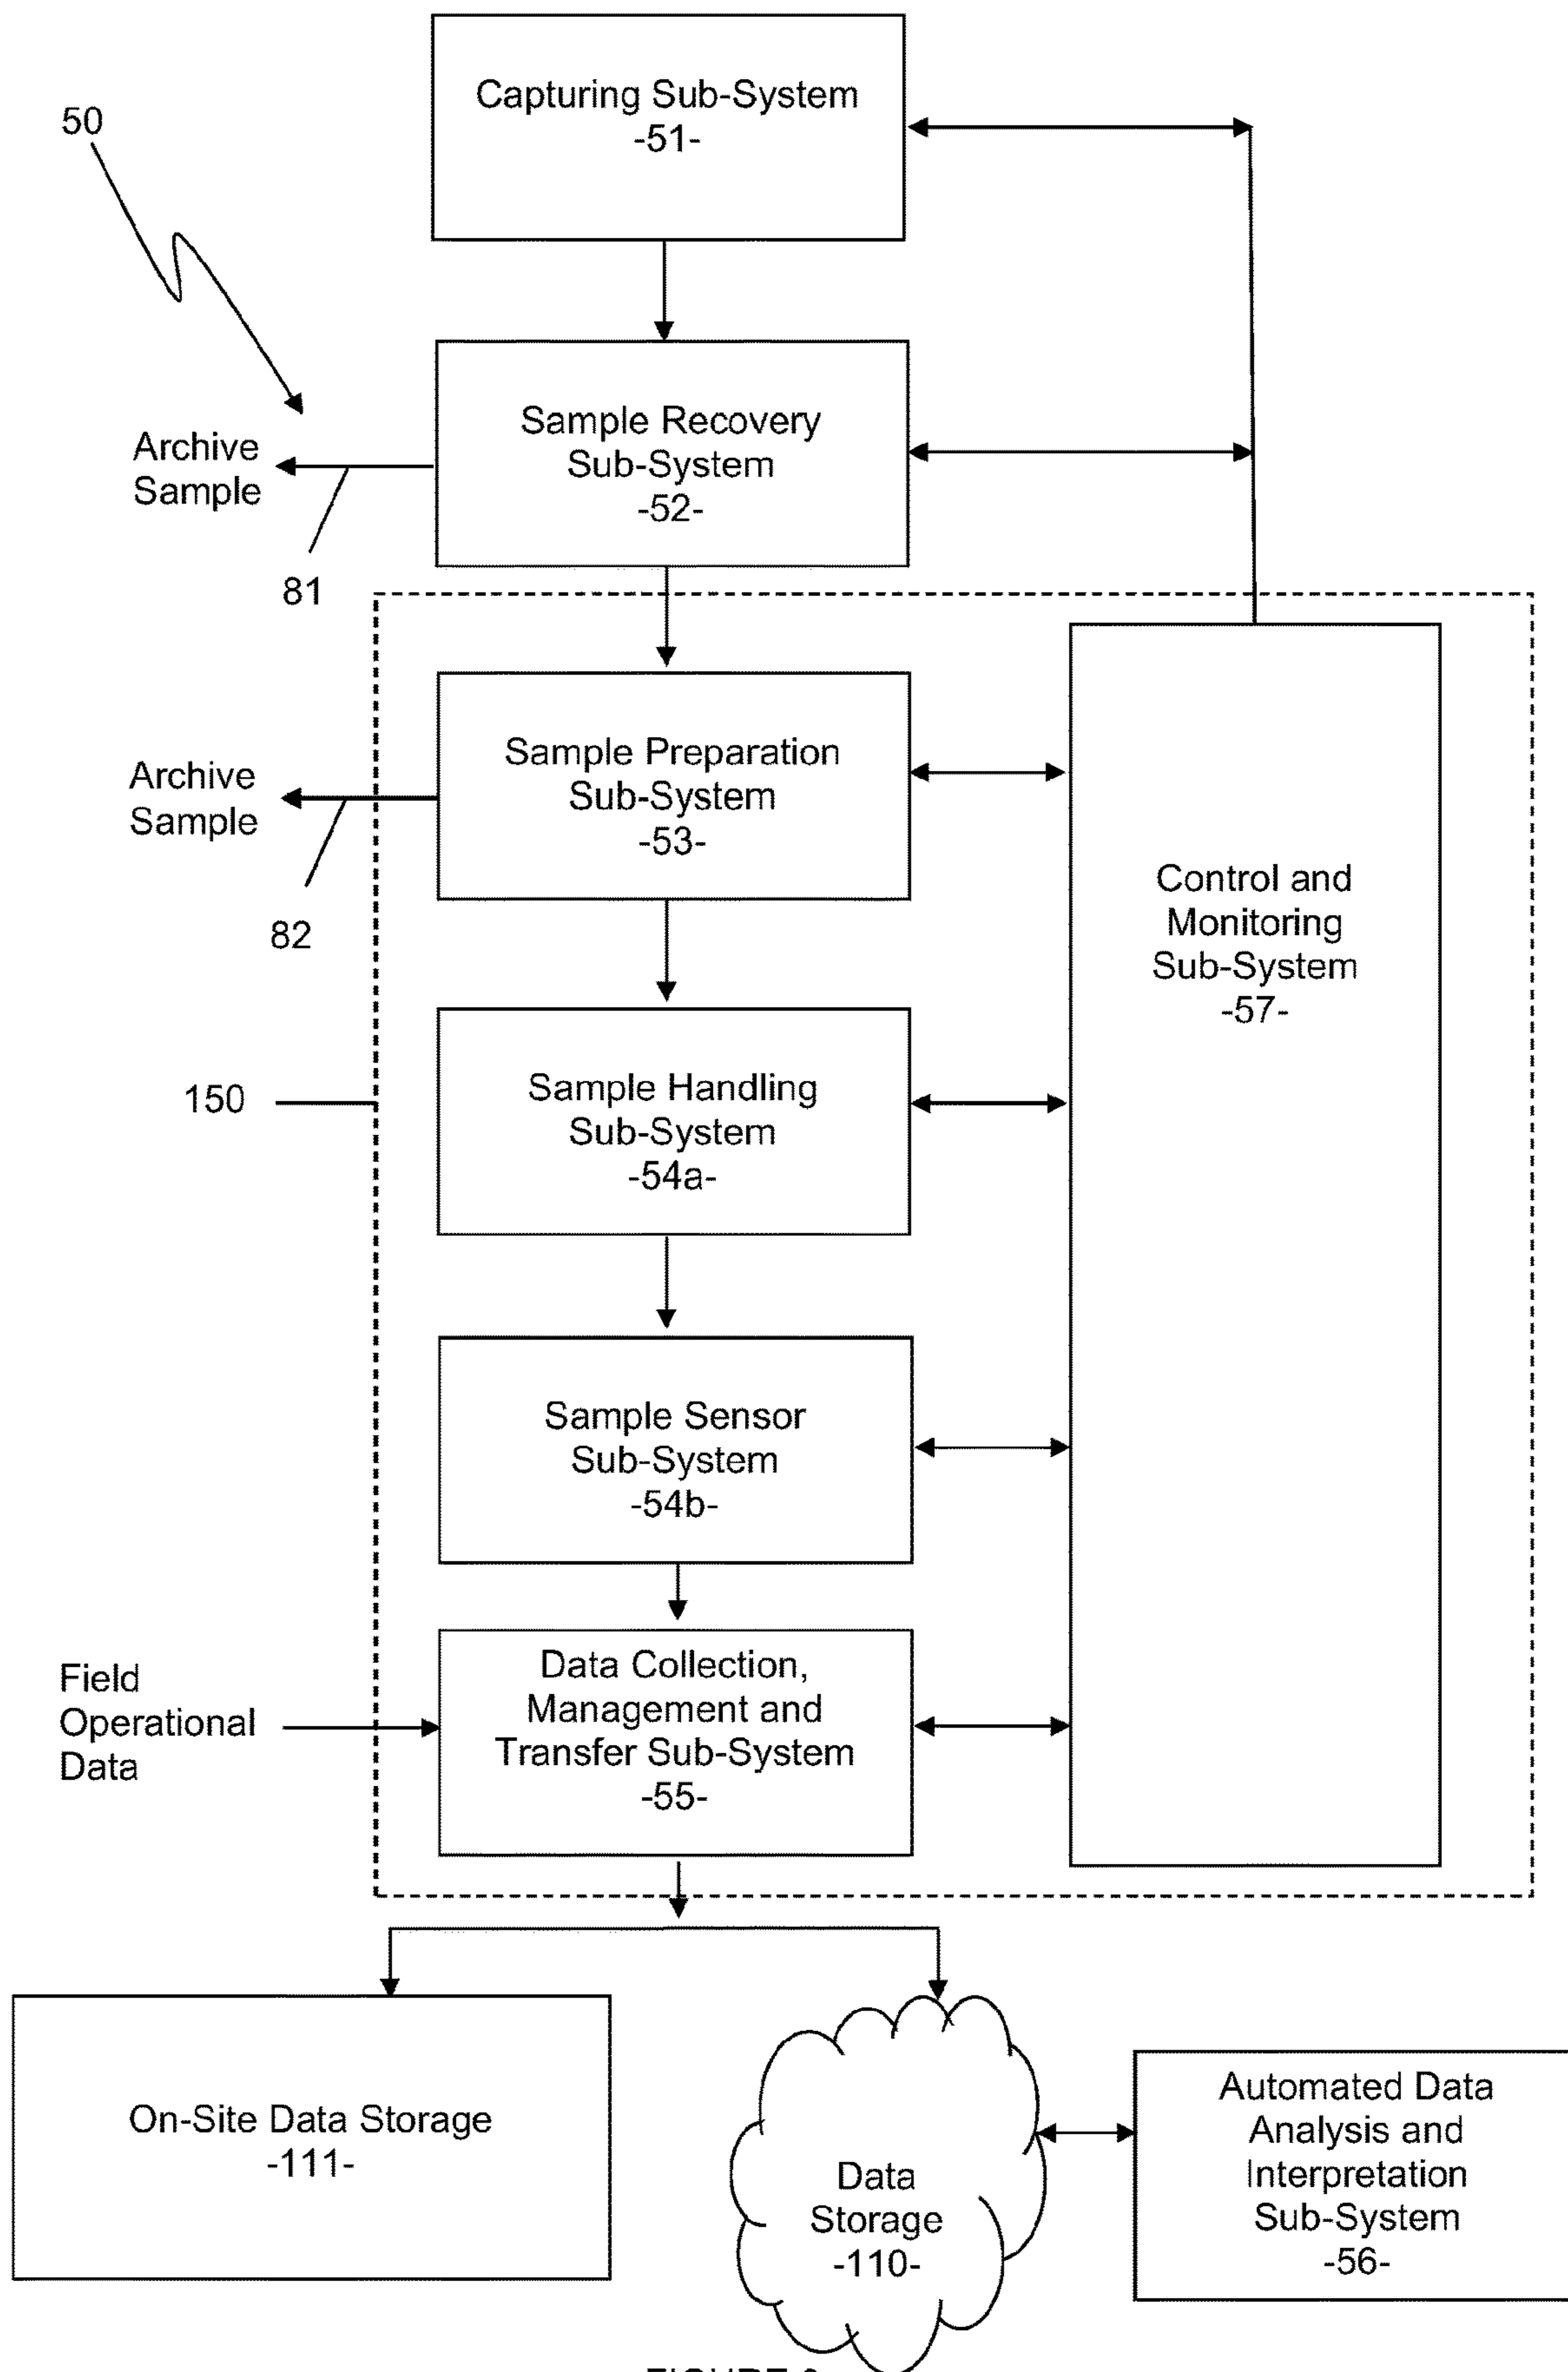 Capturing Sub-System
-51-
50
Sample Recovery
Sub-System
-52-
Archive
Sample
81
Sample Preparation
Sub-System
-53-
Archive
Sample
82
Control and
Monitoring
Sub-System
-57-
Sample Handling
Sub-System
-54a-
150
Sample Sensor
Sub-System
-54b-
Data Collection,
Management and
Transfer Sub-System
-55-
Field
Operational
Data
On-Site Data Storage
-111-
Data
Storage
-110-
Automated Data
Analysis and
Interpretation
Sub-System
-56-
FIGURE